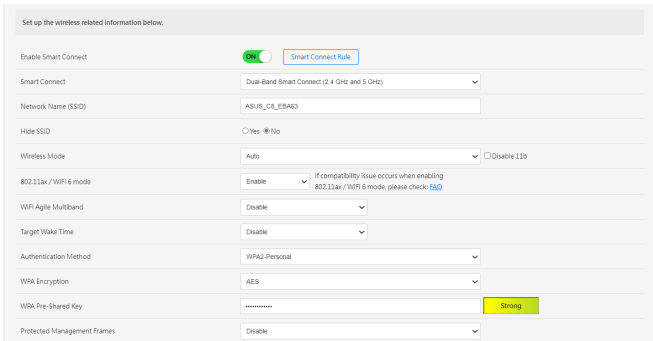 Set up the wireless related information below.
Enable Smart Connect ON Smart Connect Rule
Smart Connect Dual-Band Smart Connect (2.4 GHz and 5 GHz)
Network Name (SSID) ASUS_C8_EBA63
Hide SSID Yes No
Wireless Mode Auto Disable 11b
802.11ax / WiFi 6 mode Enable If compatibility issue occurs when enabling
802.11ax / WiFi 6 mode, please check: FAQ
WiFi Agile Multiband Disable
Target Wake Time Disable
Authentication Method WPA2-Personal
WPA Encryption AES
WPA Pre-Shared Key •••••••••••• Strong
Protected Management Frames Disable